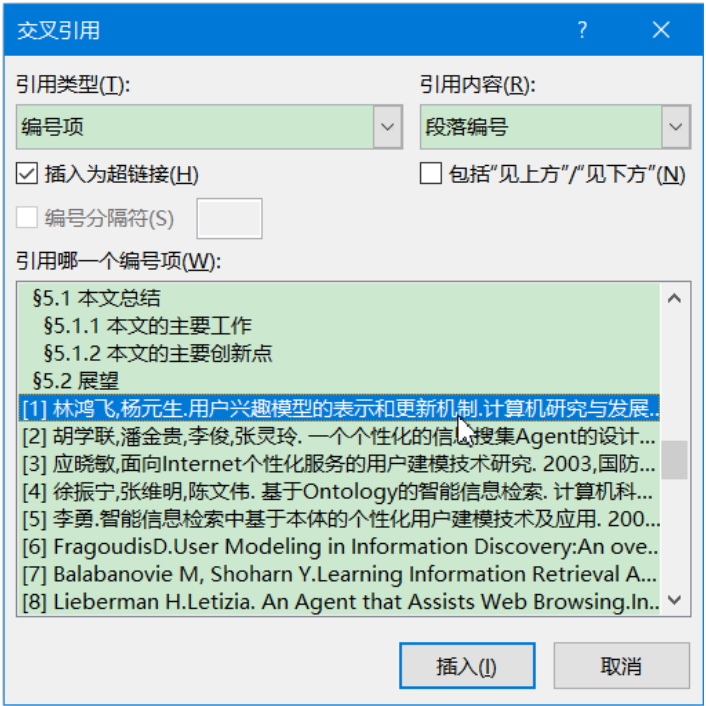 交叉引用 ?
引用类型(T): 引用内容(R):
编号项 段落编号
插入为超链接(H) 包括“见上方”/“见下方”(N)
编号分隔符(S)
引用哪一个编号项(W):
§5.1 本文总结
§5.1.1 本文的主要工作
§5.1.2 本文的主要创新点
§5.2 展望
[1] 林鸿飞,杨元生.用户兴趣模型的表示和更新机制.计算机研究与发展..
[2] 胡学联,潘金贵,李俊,张灵玲. 一个个性化的信息搜集Agent的设计...
[3] 应晓敏,面向Internet个性化服务的用户建模技术研究. 2003,国防...
[4] 徐振宁,张维明,陈文伟. 基于Ontology的智能信息检索. 计算机科...
[5] 李勇.智能信息检索中基于本体的个性化用户建模技术及应用. 200...
[6] FragoudisD.User Modeling in Information Discovery:An ove..
[7] Balabanovie M, Shoharn Y.Learning Information Retrieval A...
[8] Lieberman H.Letizia. An Agent that Assists Web Browsing.In..
插入(I) 取消